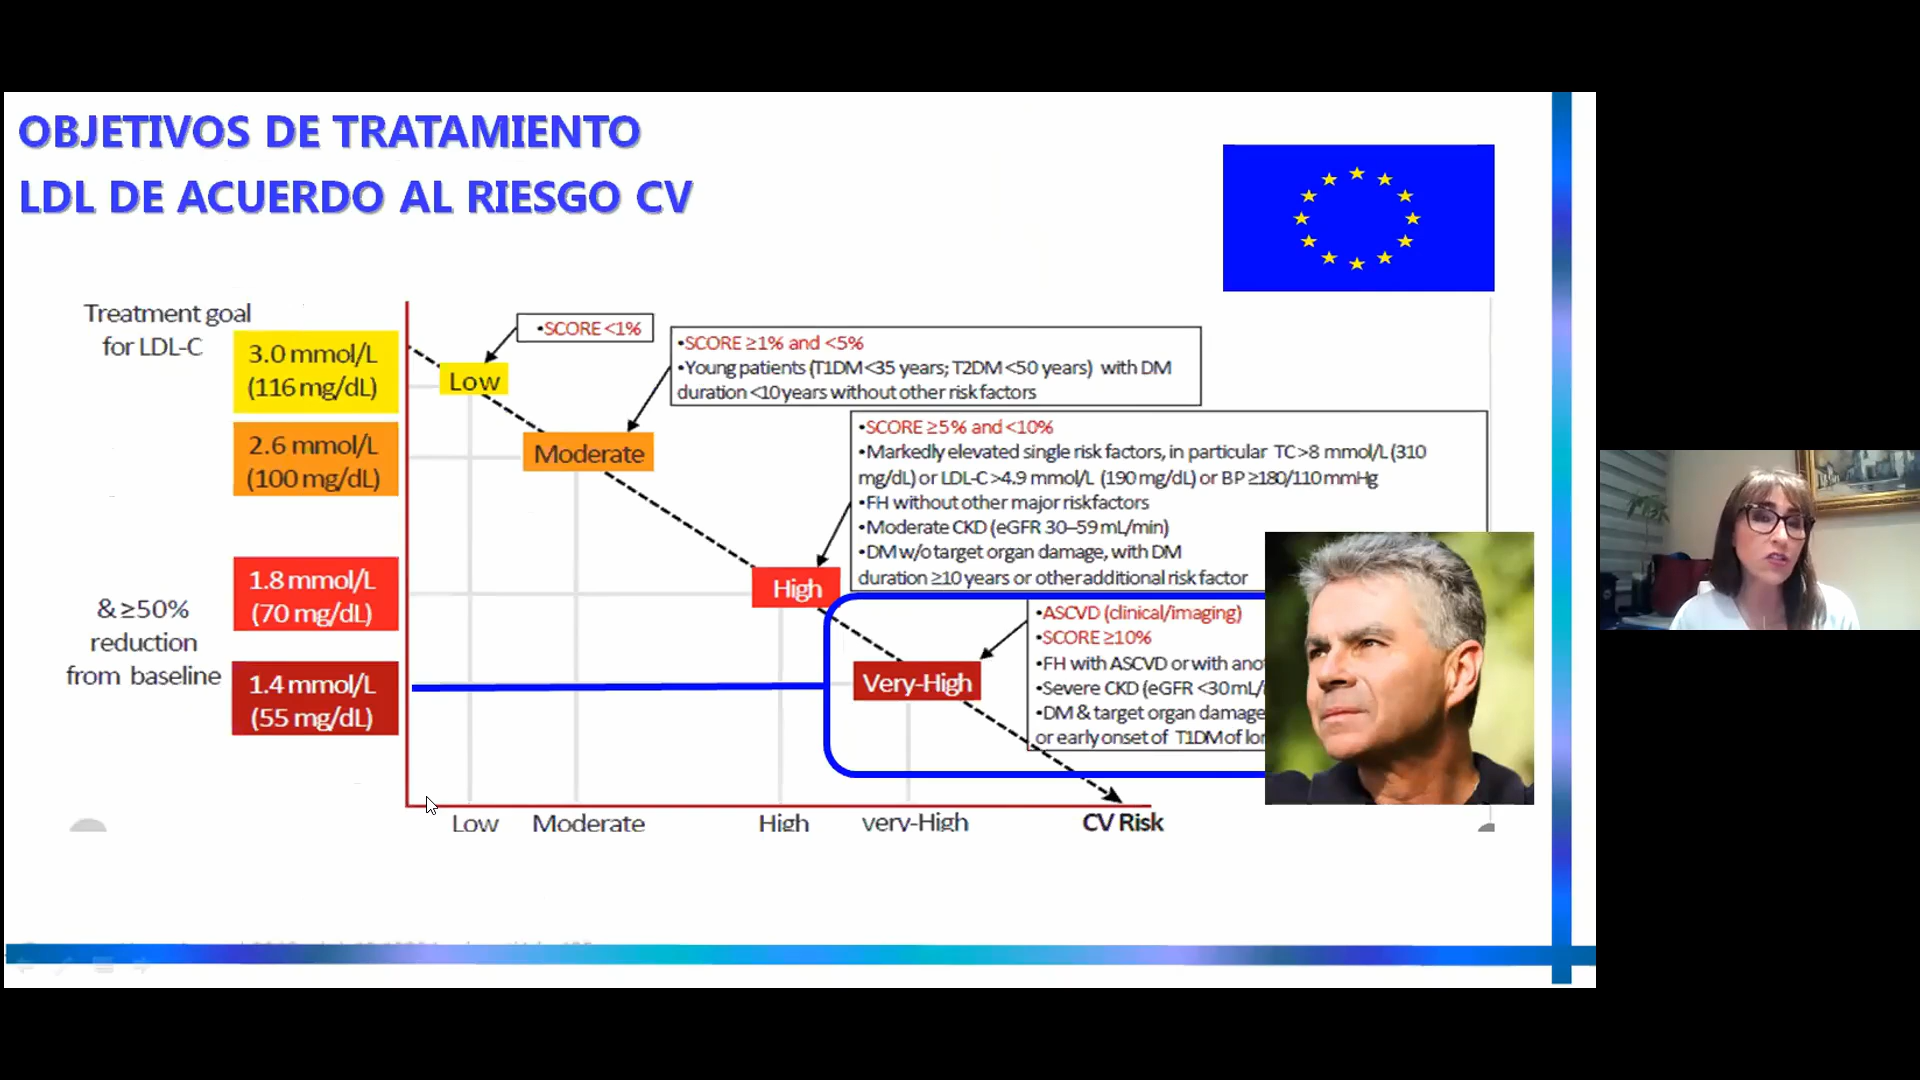 OBJETIVOS DE TRATAMIENTO
LDL DE ACUERDO AL RIESGO CV
Treatment goal
for LDL-C
3.0 mmol/L
(116 mg/dL)
2.6 mmol/L
(100 mg/dL)
& ≥50%
reduction
from baseline
1.8 mmol/L
(70 mg/dL)
1.4 mmol/L
(55 mg/dL)
•SCORE <1%
Low
•SCORE ≥1% and <5%
•Young patients (T1DM <35 years; T2DM <50 years) with DM
duration <10 years without other risk factors
Moderate
•SCORE ≥5% and <10%
•Markedly elevated single risk factors, in particular TC >8 mmol/L (310
mg/dL) or LDL-C >4.9 mmol/L (190 mg/dL) or BP ≥180/110 mmHg
•FH without other major risk factors
•Moderate CKD (eGFR 30–59 mL/min)
•DM w/o target organ damage, with DM
duration ≥10 years or other additional risk factor
High
•ASCVD (clinical/imaging)
•SCORE ≥10%
•FH with ASCVD or with
•Severe CKD (eGFR <30 mL/
•DM & target organ damage
or early onset of T1DM of
Very-High
Low
Moderate
High
very-High
CV Risk